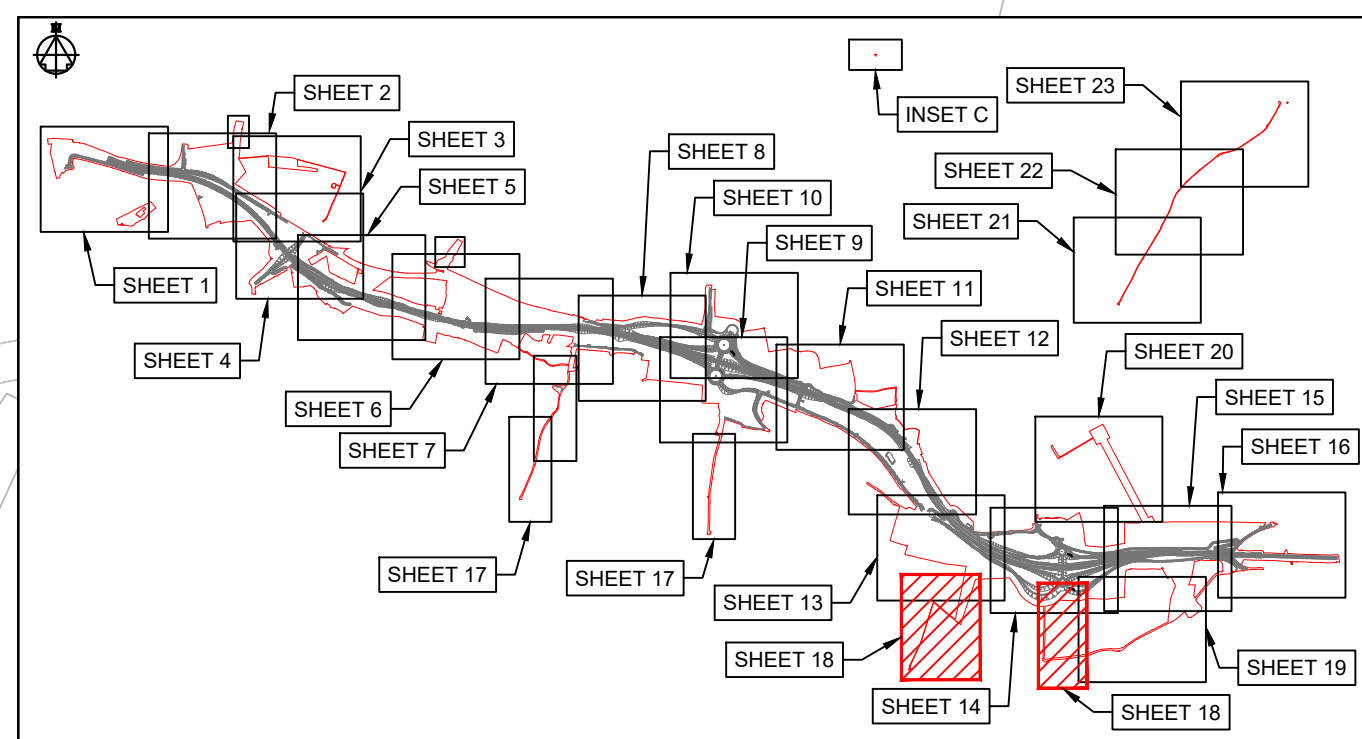 SHEET 2
INSET C
SHEET 23
SHEET 3
SHEET 8
SHEET 22
SHEET 5
SHEET 10
SHEET 21
SHEET 9
SHEET 1
SHEET 11
SHEET 12
SHEET 4
SHEET 20
SHEET 15
SHEET 6
SHEET 16
SHEET 7
SHEET 17
SHEET 17
SHEET 13
SHEET 18
SHEET 19
SHEET 14
SHEET 18